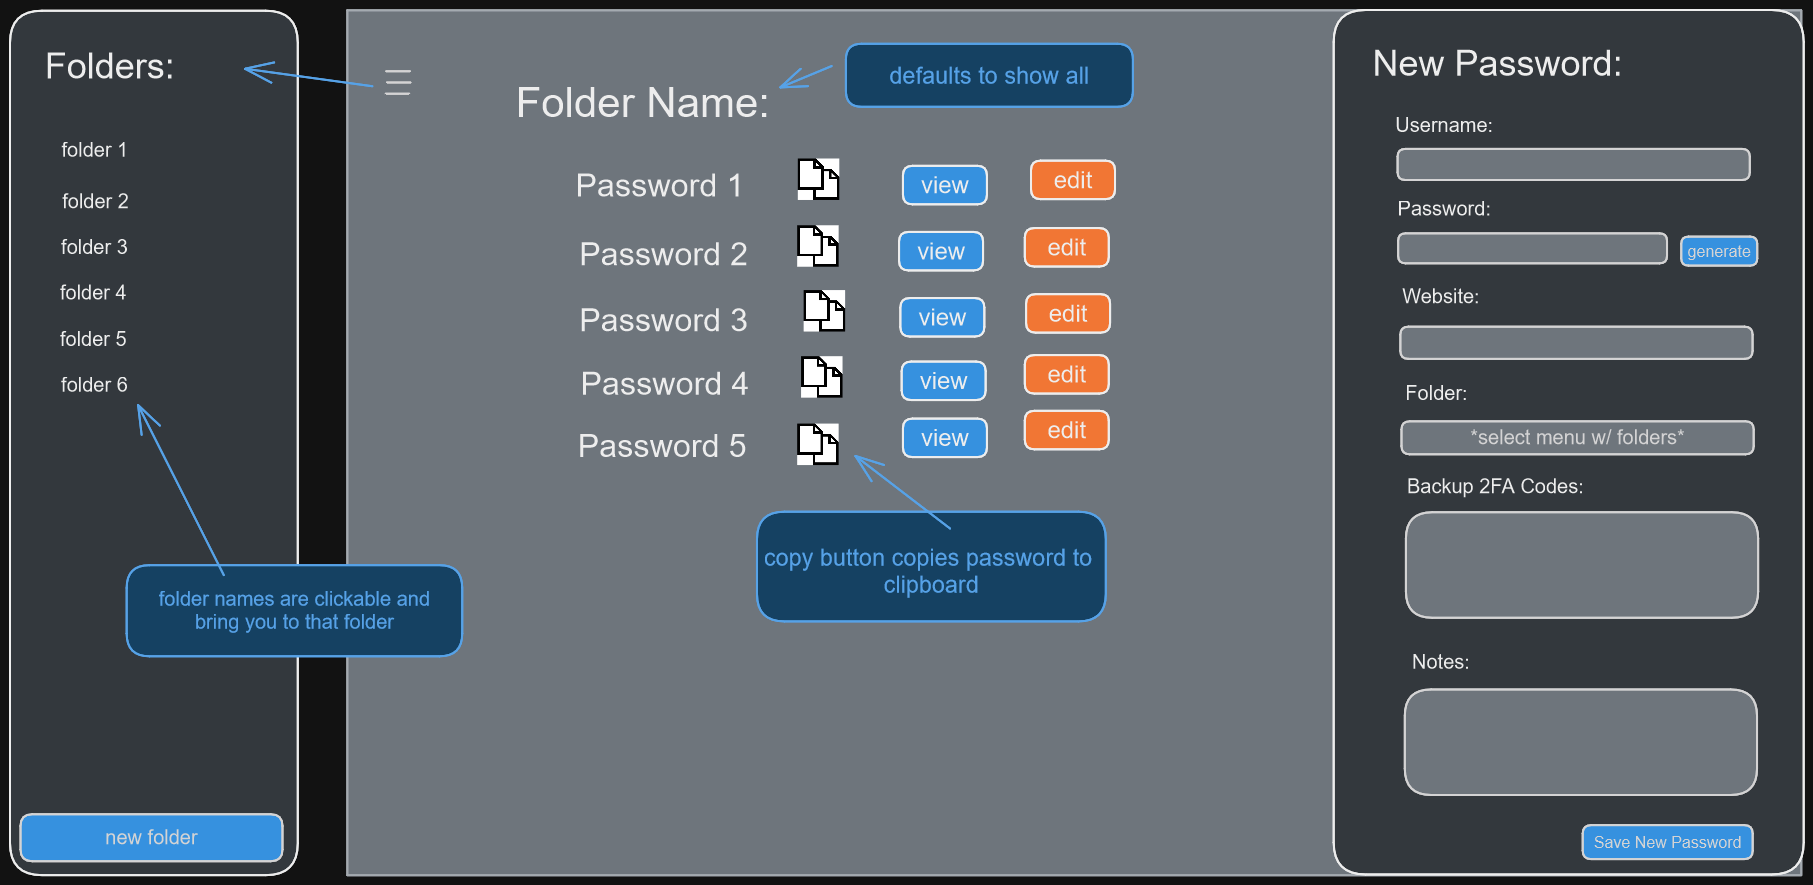 Folders:
folder 1
folder 2
folder 3
folder 4
folder 5
folder 6
folder names are clickable and
bring you to that folder
new folder
Folder Name:
defaults to show all
Password 1
view
edit
Password 2
view
edit
Password 3
view
edit
Password 4
view
edit
Password 5
view
edit
copy button copies password to
clipboard
New Password:
Username:
Password:
generate
Website:
Folder:
*select menu w/ folders*
Backup 2FA Codes:
Notes:
Save New Password